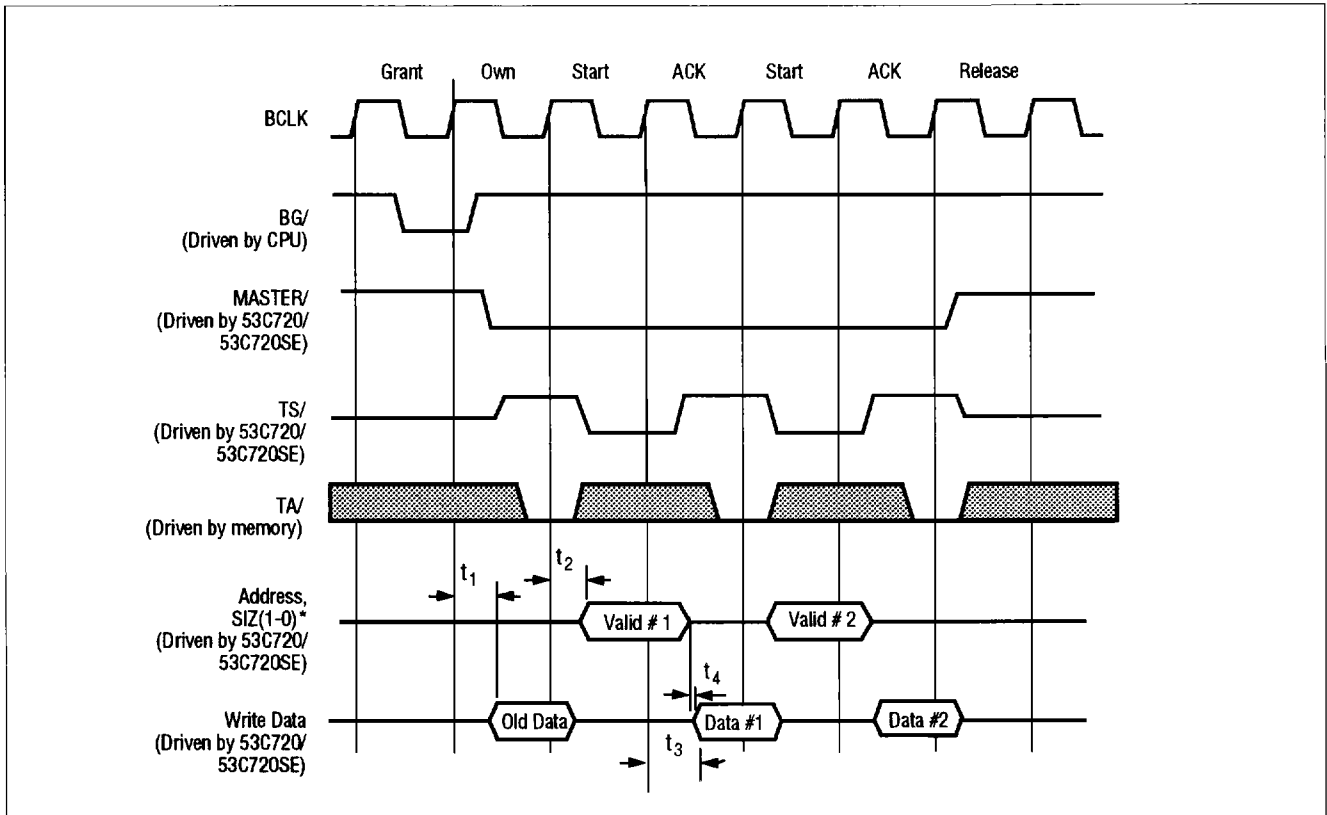 Grant Own Start ACK Start ACK Release
BCLK
BG/
(Driven by CPU)
MASTER/
(Driven by 53C720/
53C720SE)
TS/
(Driven by 53C720/
53C720SE)
TA/
(Driven by memory)
t1 t2
Address,
SIZ(1-0)*
(Driven by 53C720/
53C720SE)
Valid # 1 Valid # 2
t4
Write Data
(Driven by 53C720/
53C720SE)
Old Data Data #1 Data #2
t3